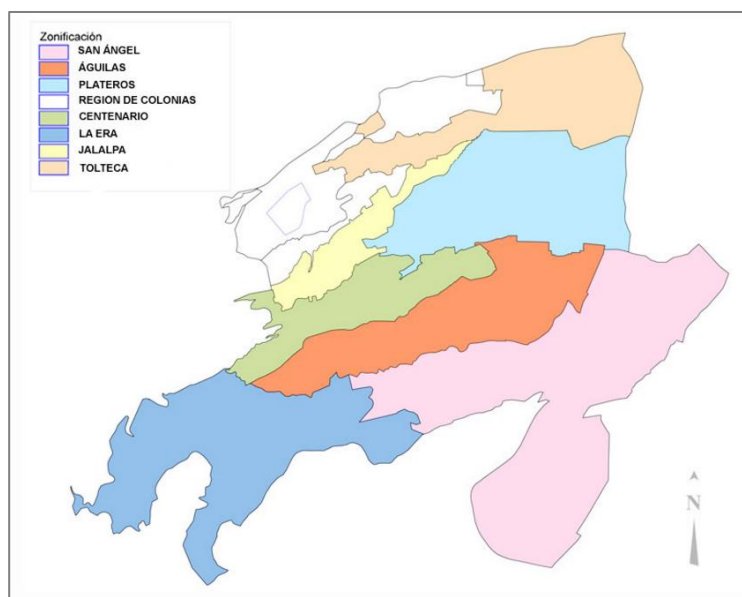 Zonificación
SAN ÁNGEL
ÁGUILAS
PLATEROS
REGION DE COLONIAS
CENTENARIO
LA ERA
JALALPA
TOLTECA
N